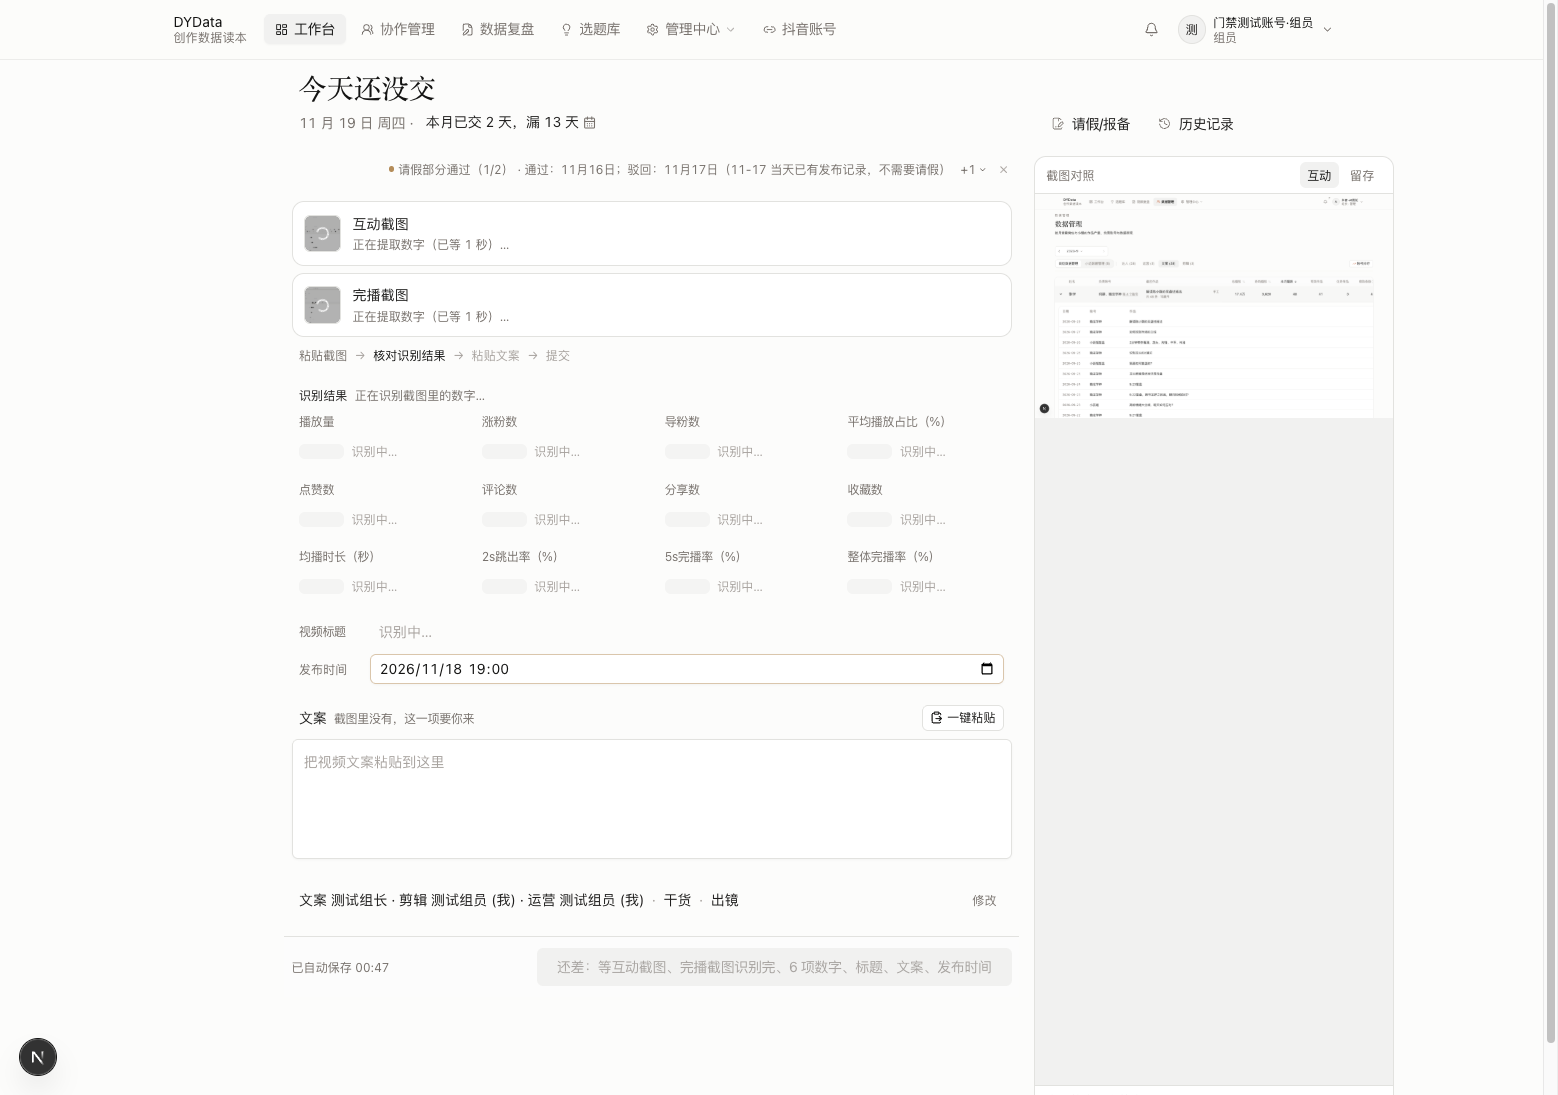 DYData
创作数据读本
工作台
协作管理
数据复盘
选题库
管理中心
抖音账号
测
门禁测试账号·组员
组员
今天还没交
11 月 19 日 周四 · 本月已交 2 天，漏 13 天
请假/报备
历史记录
请假部分通过（1/2） · 通过：11月16日；驳回：11月17日（11-17 当天已有发布记录，不需要请假） +1 ×
互动截图
正在提取数字（已等 1 秒）...
完播截图
正在提取数字（已等 1 秒）...
粘贴截图 → 核对识别结果 → 粘贴文案 → 提交
识别结果 正在识别截图里的数字...
播放量 涨粉数 导粉数 平均播放占比（%）
识别中... 识别中... 识别中... 识别中...
点赞数 评论数 分享数 收藏数
识别中... 识别中... 识别中... 识别中...
均播时长（秒） 2s跳出率（%） 5s完播率（%） 整体完播率（%）
识别中... 识别中... 识别中... 识别中...
视频标题 识别中...
发布时间 2026/11/18 19:00
文案 截图里没有，这一项要你来
一键粘贴
把视频文案粘贴到这里
文案 测试组长 · 剪辑 测试组员 (我) · 运营 测试组员 (我) · 干货 · 出镜
修改
已自动保存 00:47
还差：等互动截图、完播截图识别完、6 项数字、标题、文案、发布时间
截图对照
互动 留存
数据管理
N